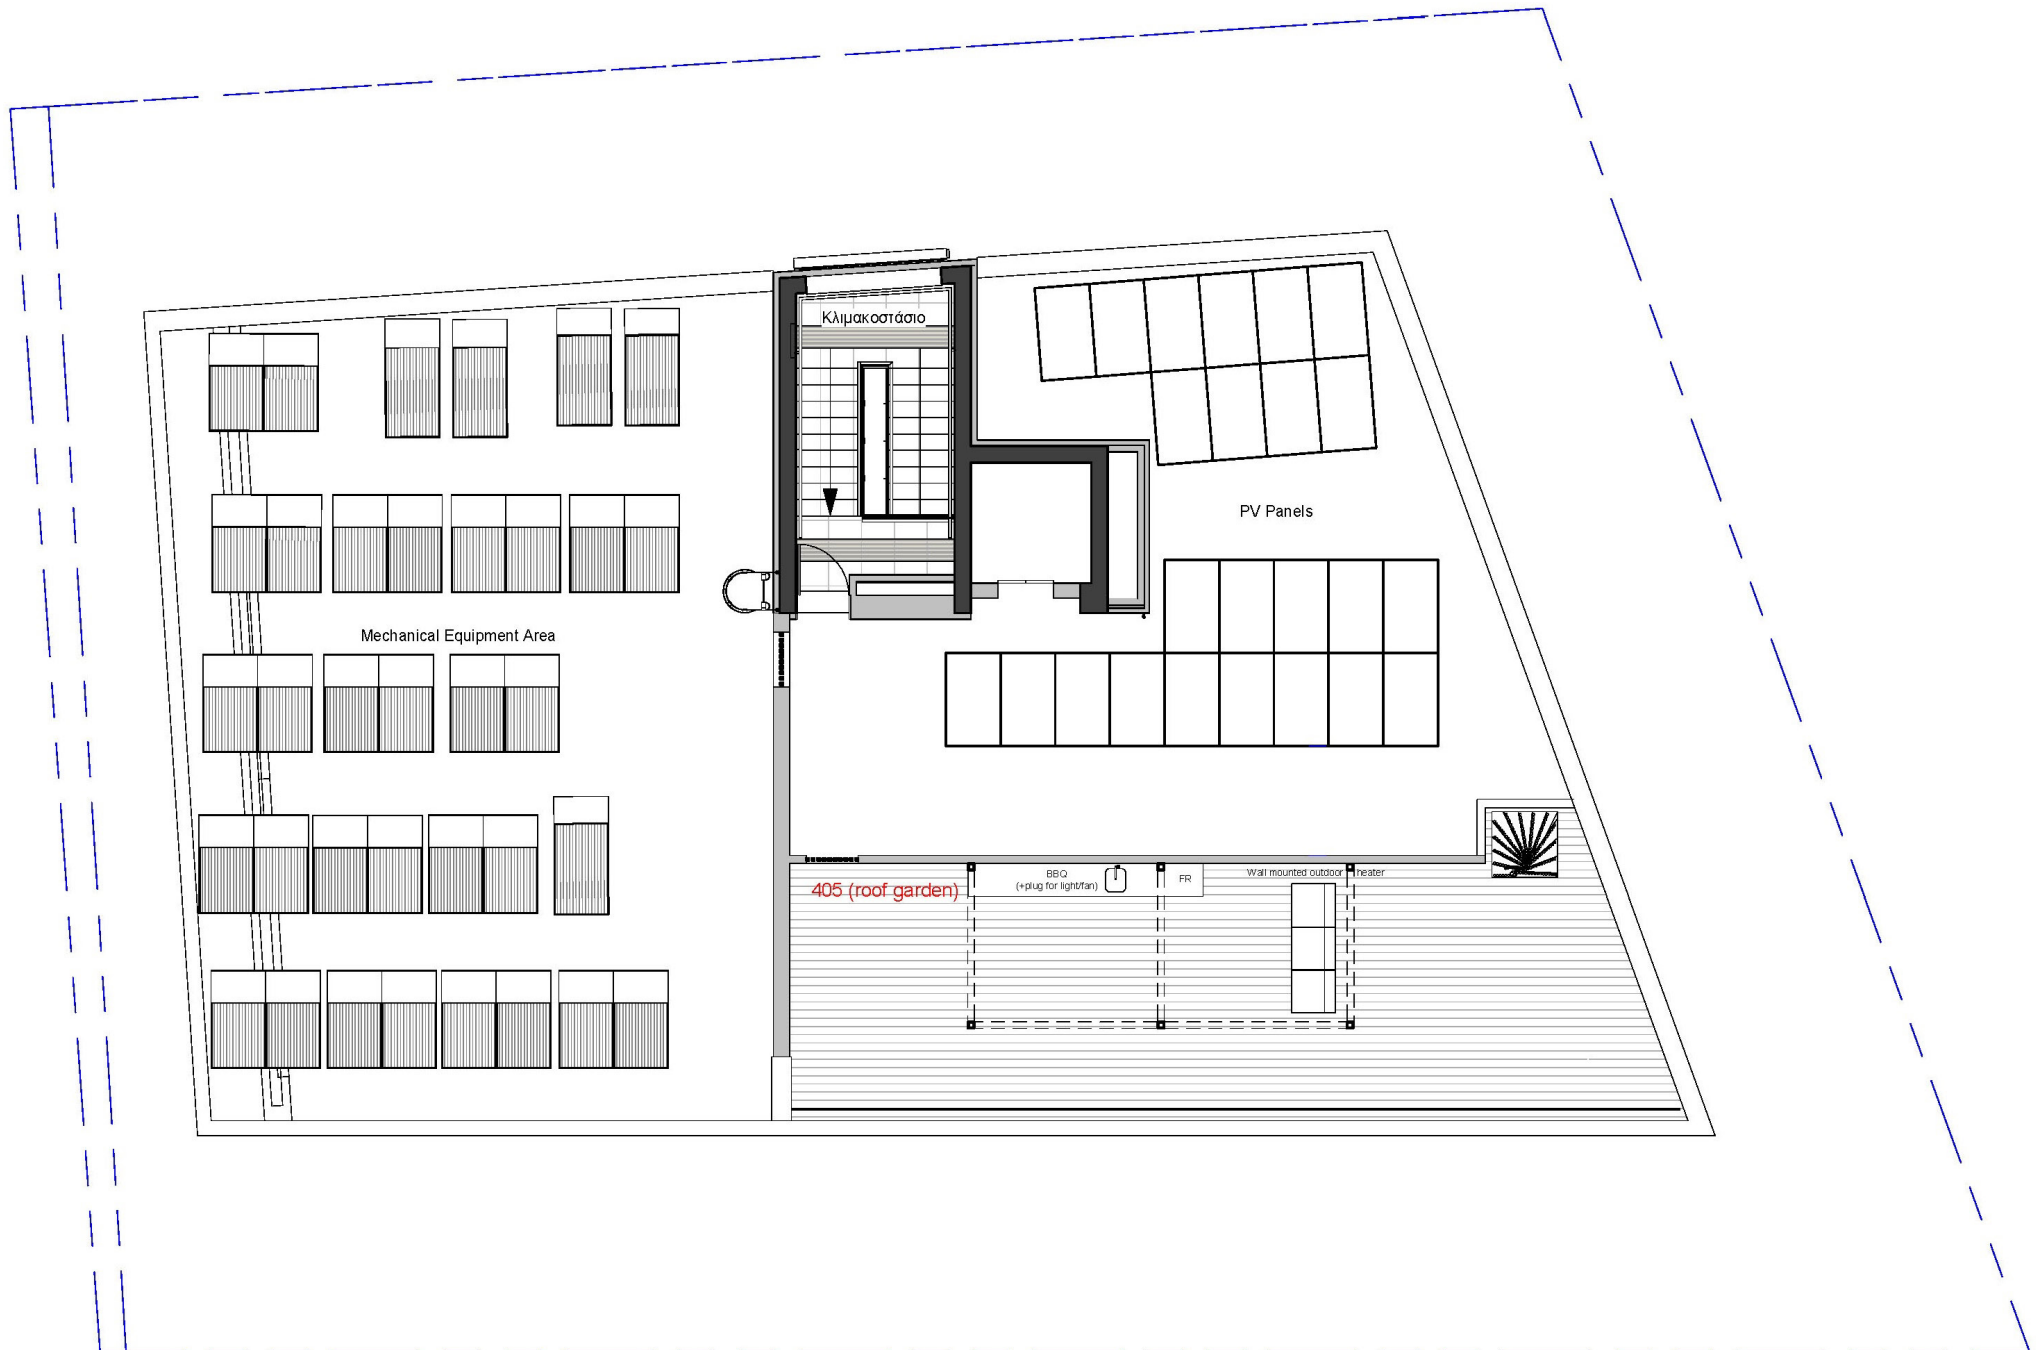 Κλιμακοστάσιο
PV Panels
Mechanical Equipment Area
405 (roof garden)
BBQ
(+plug for light/fan)
FR
Wall mounted outdoor heater